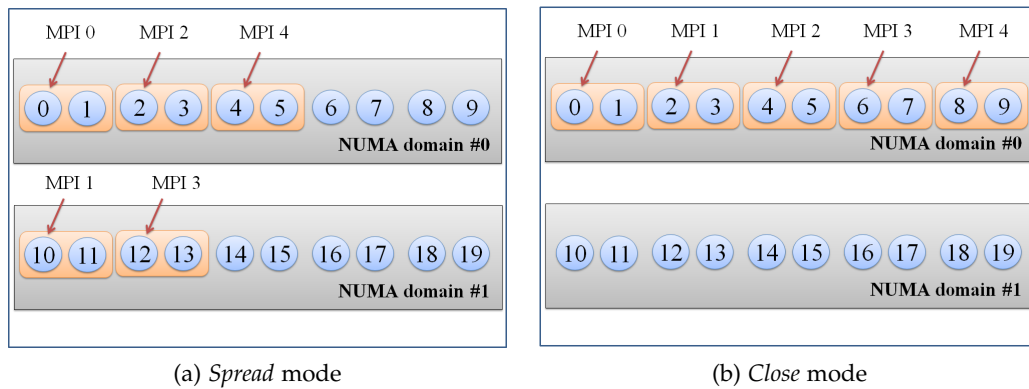 MPI 0 MPI 2 MPI 4
0 1 2 3 4 5 6 7 8 9
NUMA domain #0
MPI 1 MPI 3
10 11 12 13 14 15 16 17 18 19
NUMA domain #1
(a) Spread mode
MPI 0 MPI 1 MPI 2 MPI 3 MPI 4
0 1 2 3 4 5 6 7 8 9
NUMA domain #0
10 11 12 13 14 15 16 17 18 19
NUMA domain #1
(b) Close mode